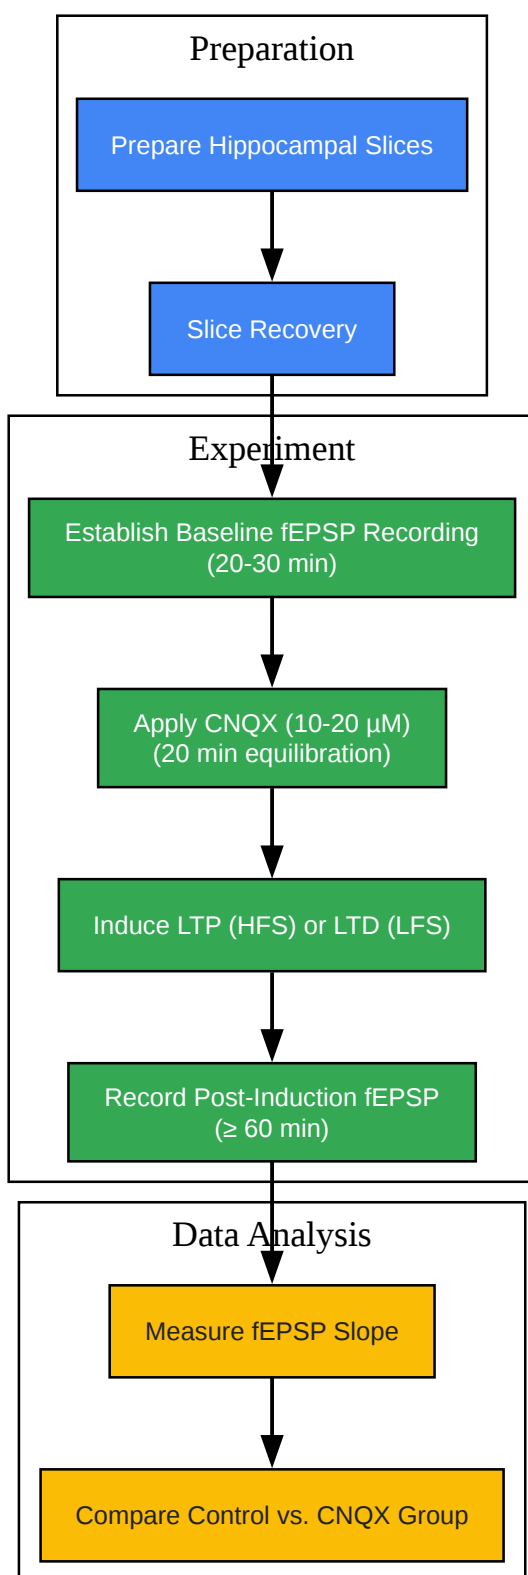 Preparation
Prepare Hippocampal Slices
Slice Recovery
Experiment
Establish Baseline fEPSP Recording
(20-30 min)
Apply CNQX (10-20 µM)
(20 min equilibration)
Induce LTP (HFS) or LTD (LFS)
Record Post-Induction fEPSP
(≥ 60 min)
Data Analysis
Measure fEPSP Slope
Compare Control vs. CNQX Group